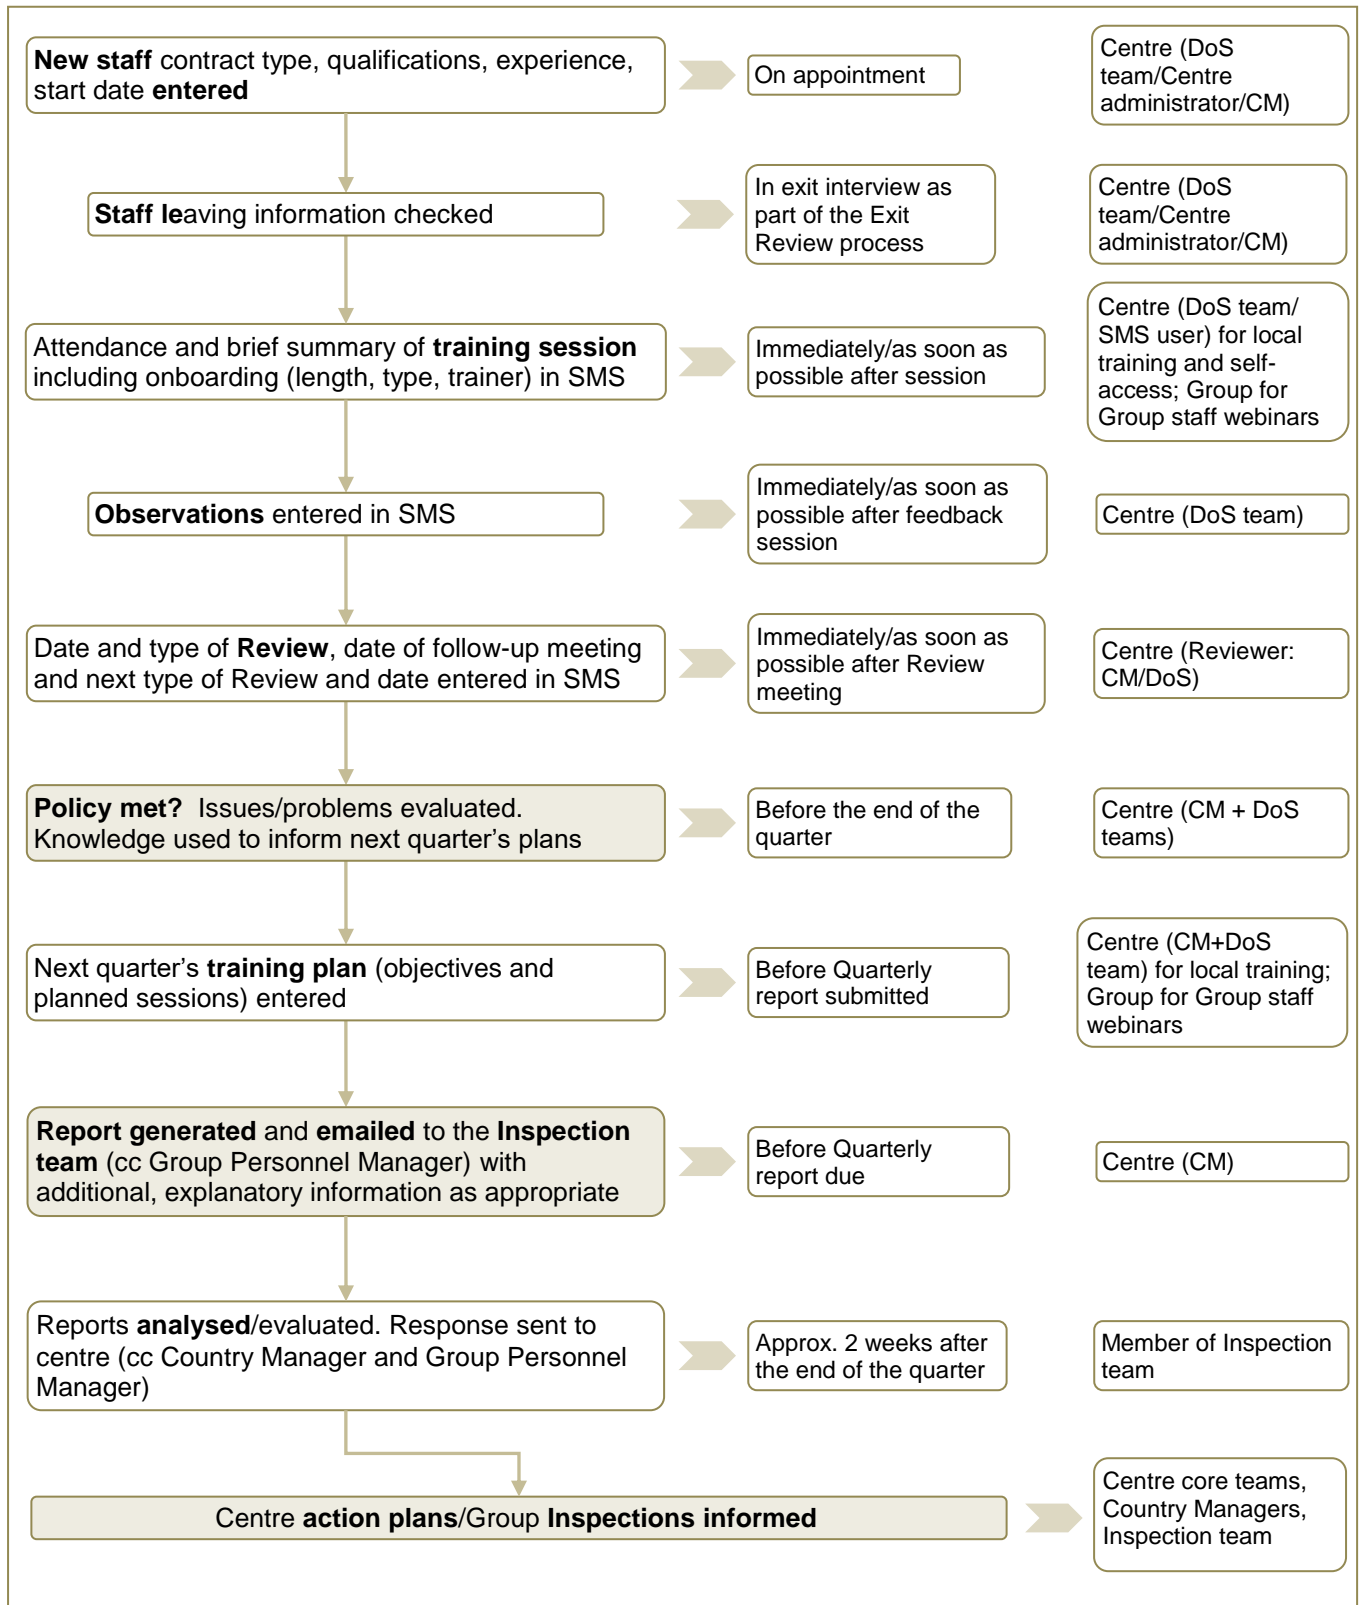 New staff contract type, qualifications, experience,
start date entered
On appointment
Centre (DoS
team/Centre
administrator/CM)
Staff leaving information checked
In exit interview as
part of the Exit
Review process
Centre (DoS
team/Centre
administrator/CM)
Attendance and brief summary of training session
including onboarding (length, type, trainer) in SMS
Immediately/as soon as
possible after session
Centre (DoS team/
SMS user) for local
training and self-
access; Group for
Group staff webinars
Observations entered in SMS
Immediately/as soon as
possible after feedback
session
Centre (DoS team)
Date and type of Review, date of follow-up meeting
and next type of Review and date entered in SMS
Immediately/as soon as
possible after Review
meeting
Centre (Reviewer:
CM/DoS)
Policy met? Issues/problems evaluated.
Knowledge used to inform next quarter's plans
Before the end of the
quarter
Centre (CM + DoS
teams)
Next quarter's training plan (objectives and
planned sessions) entered
Before Quarterly
report submitted
Centre (CM+DoS
team) for local training;
Group for Group staff
webinars
Report generated and emailed to the Inspection
team (cc Group Personnel Manager) with
additional, explanatory information as appropriate
Before Quarterly
report due
Centre (CM)
Reports analysed/evaluated. Response sent to
centre (cc Country Manager and Group Personnel
Manager)
Approx. 2 weeks after
the end of the quarter
Member of Inspection
team
Centre action plans/Group Inspections informed
Centre core teams,
Country Managers,
Inspection team